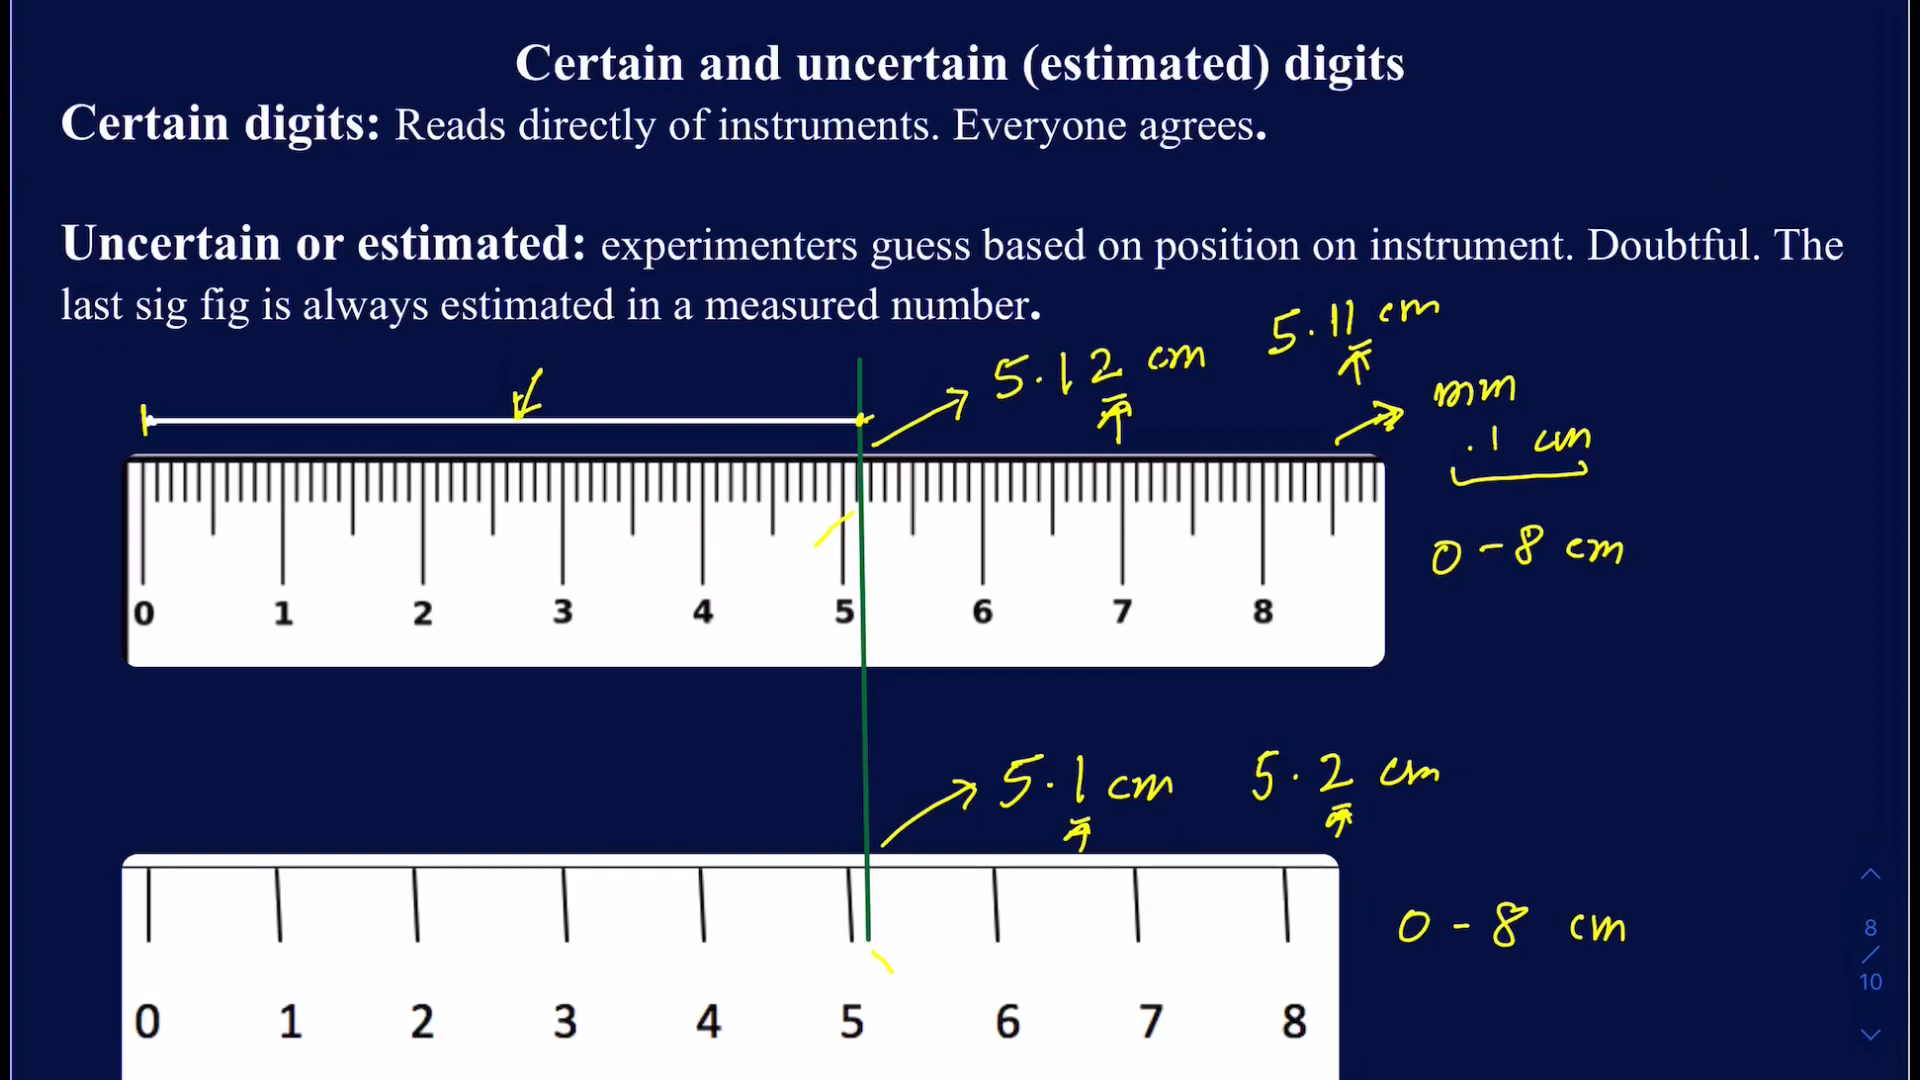 Certain and uncertain (estimated) digits
Certain digits: Reads directly of instruments. Everyone agrees.
Uncertain or estimated: experimenters guess based on position on instrument. Doubtful. The
last sig fig is always estimated in a measured number.
5.12 cm 5.11 cm
mm
.1 cm
0 - 8 cm
0 1 2 3 4 5 6 7 8
5.1 cm 5.2 cm
0 - 8 cm
8
/
10
0 1 2 3 4 5 6 7 8